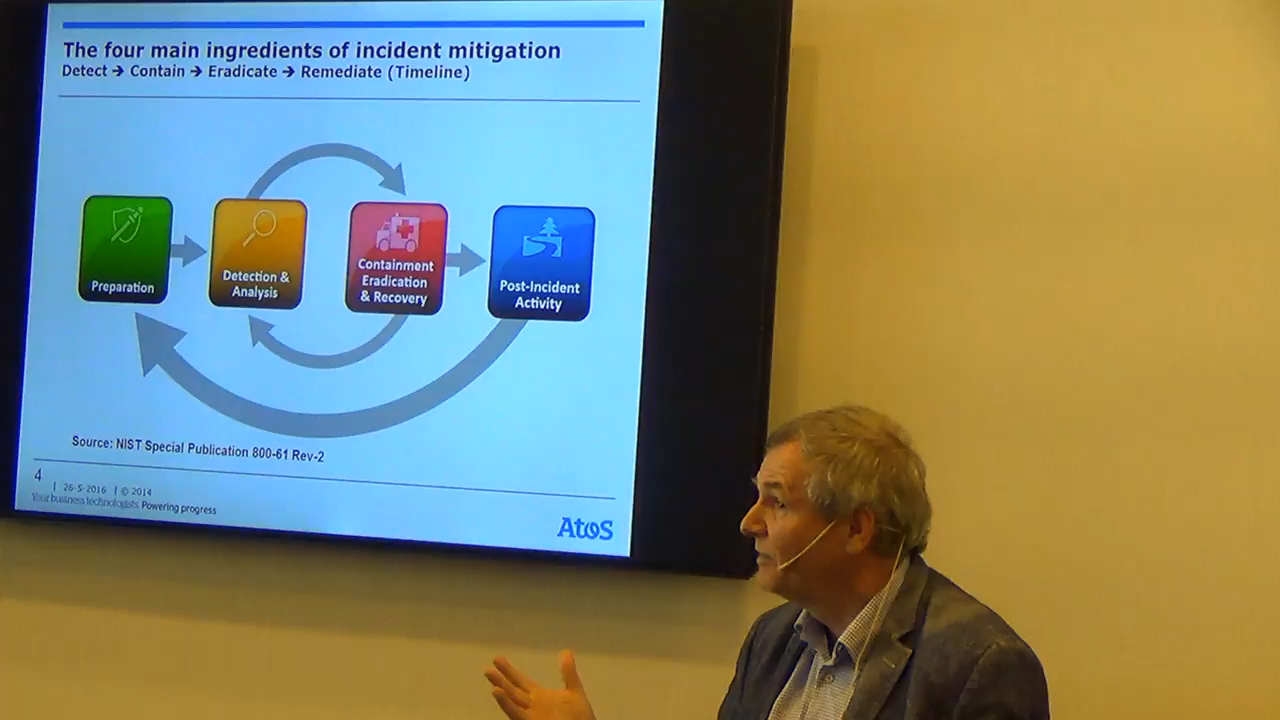 The four main ingredients of incident mitigation
Detect → Contain → Eradicate → Remediate (Timeline)
Preparation
Detection &
Analysis
Containment
Eradication
& Recovery
Post-Incident
Activity
Source: NIST Special Publication 800-61 Rev-2
4 | 26-5-2016 | © 2014
Your business technologists. Powering progress
Atos